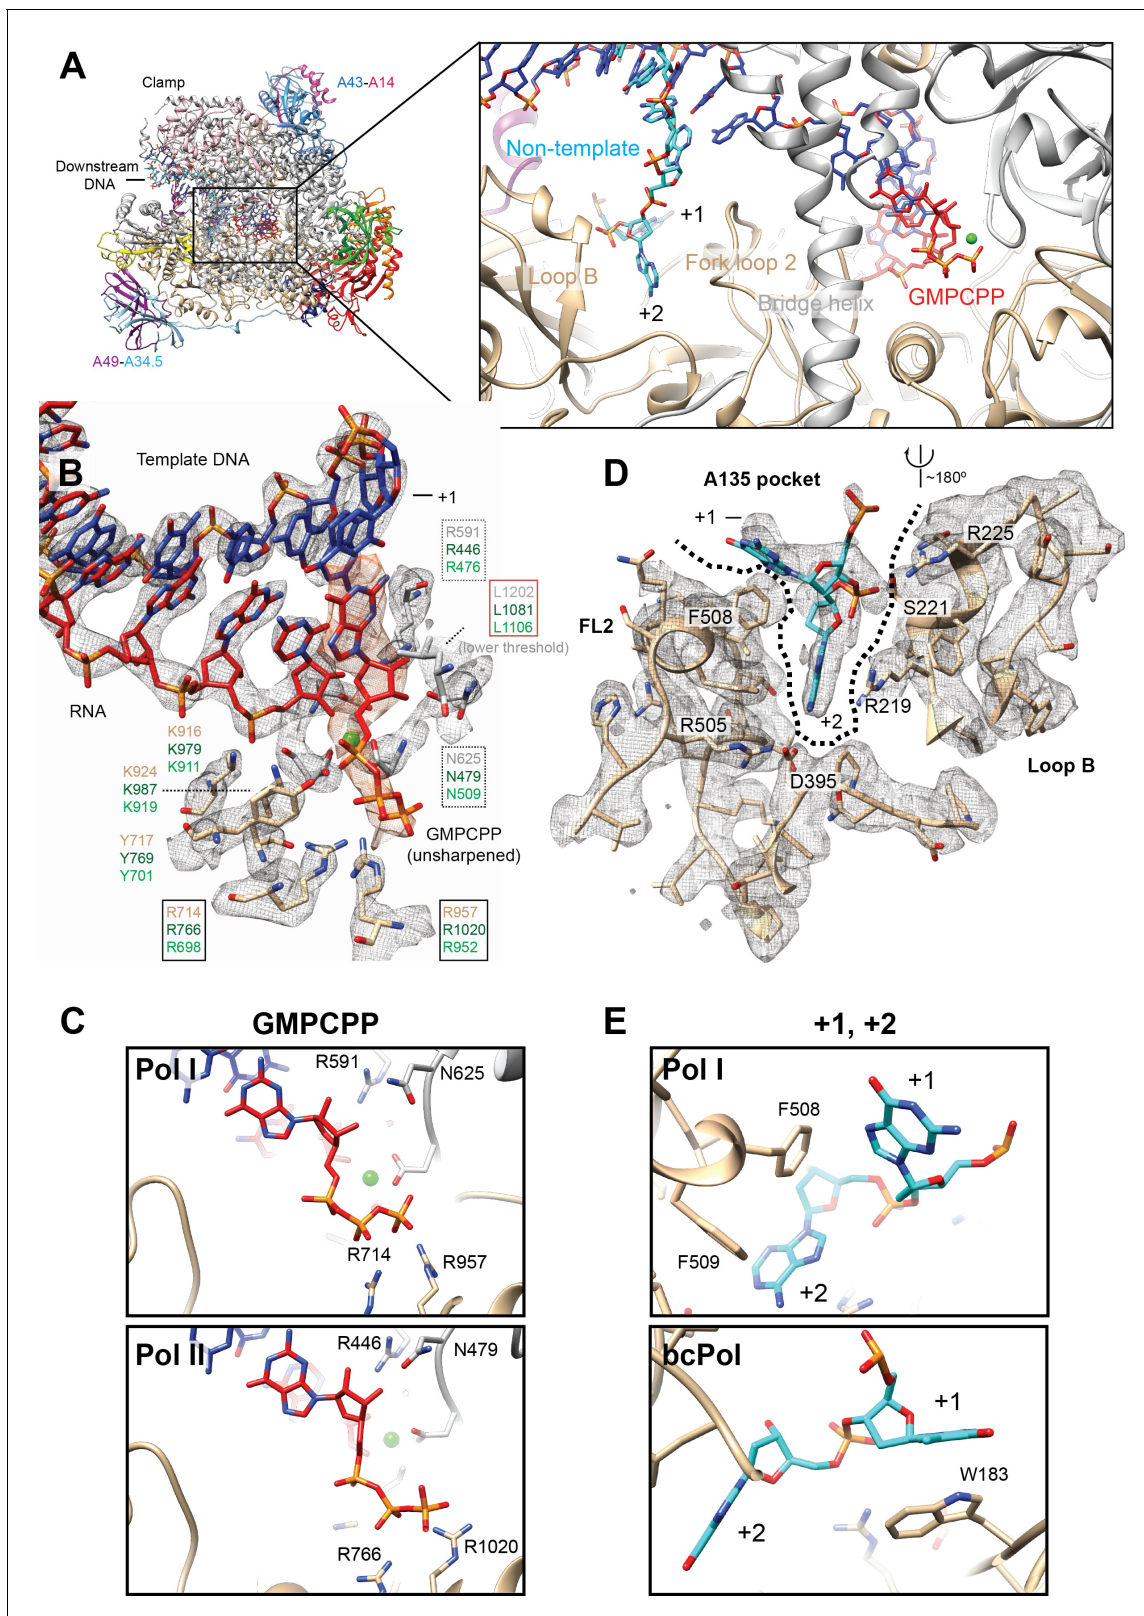 A
Clamp
A43-A14
Downstream
DNA
A49-A34.5
Non-template
+1
Loop B
Fork loop 2
+2
Bridge helix
GMPCPP
B
Template DNA
+1
R591
R446
R476
L1202
L1081
L1106
(lower threshold)
RNA
K916
K979
K911
K924
K987
K919
N625
N479
N509
Y717
Y769
Y701
GMPCPP
(unsharpened)
R714
R766
R698
R957
R1020
R952
D
A135 pocket
~180º
+1
R225
F508
S221
FL2
R219
R505
+2
D395
Loop B
C
GMPCPP
Pol I
R591
N625
R714
R957
Pol II
R446
N479
R766
R1020
E
+1, +2
Pol I
+1
F508
F509
+2
bcPol
+1
W183
+2